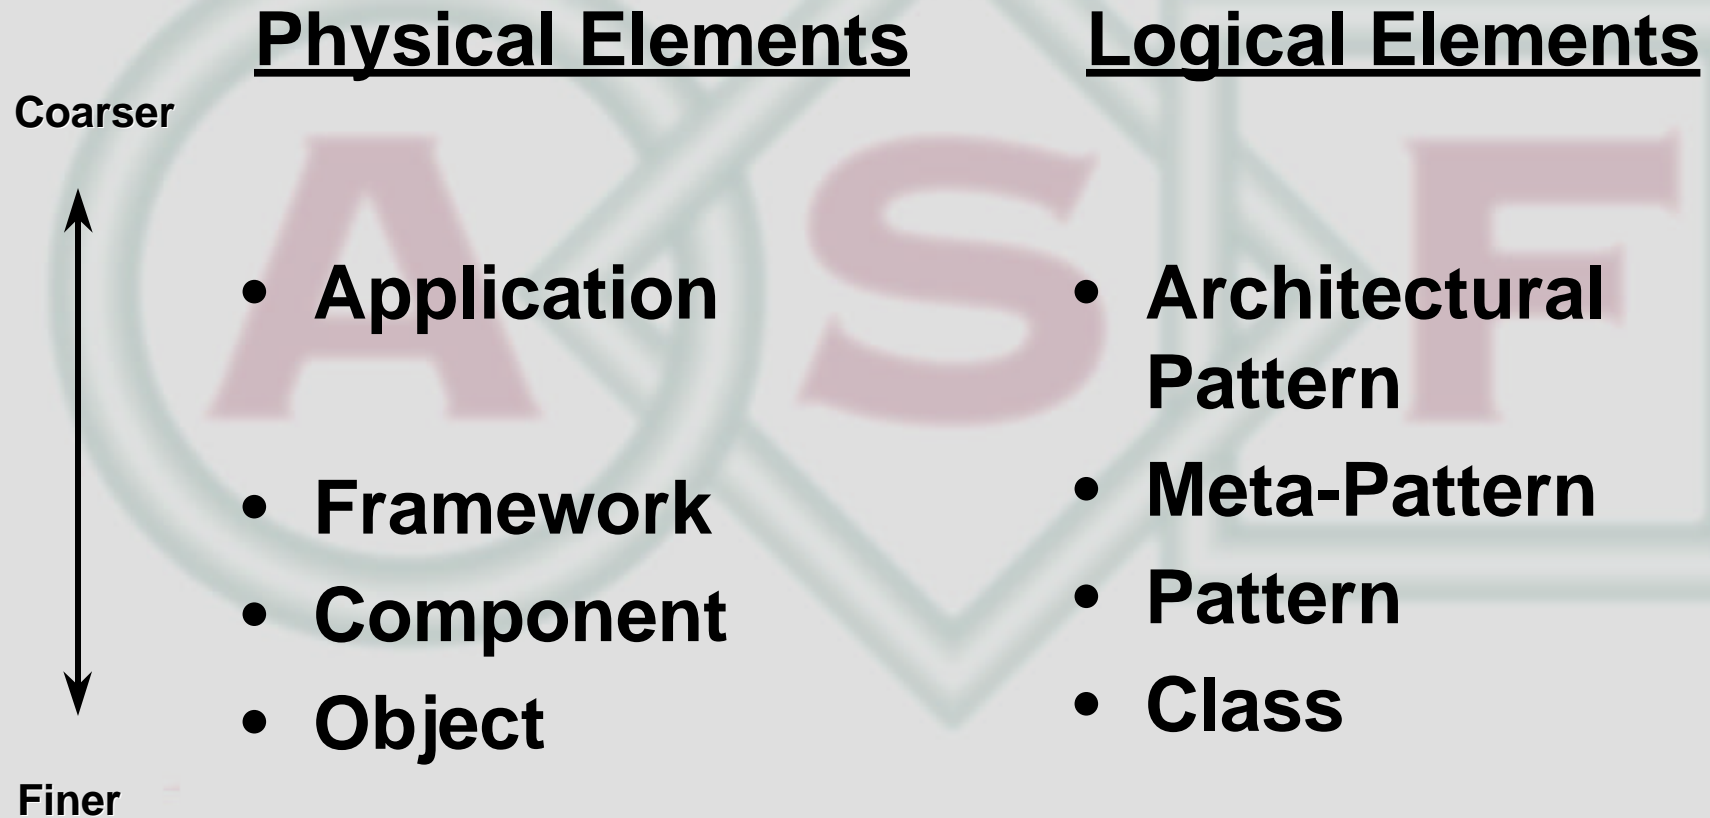 Physical Elements
Logical Elements
Coarser
A S F
• Application
• Framework
• Component
• Object
• Architectural
Pattern
• Meta-Pattern
• Pattern
• Class
Finer